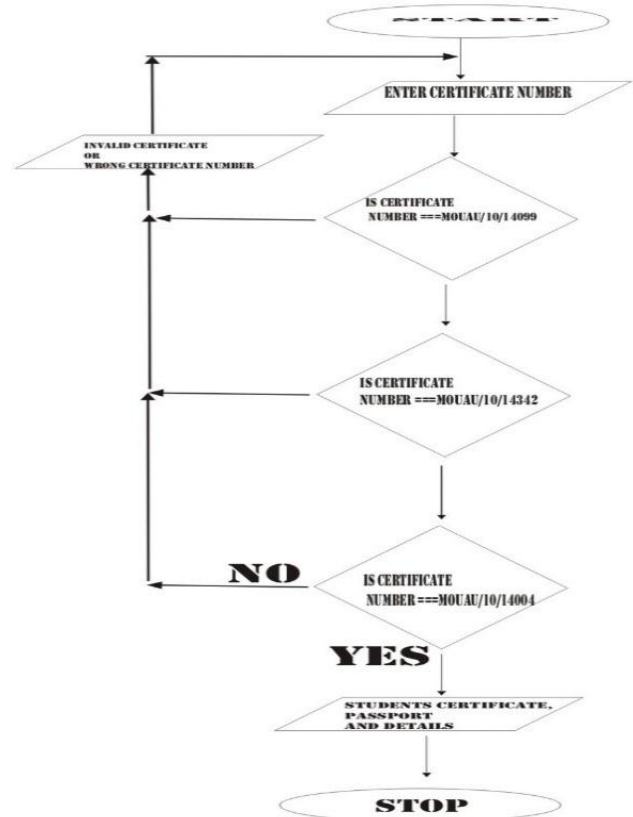 START
ENTER CERTIFICATE NUMBER
INVALID CERTIFICATE
OR
WRONG CERTIFICATE NUMBER
IS CERTIFICATE
NUMBER ===MOUAU/10/14099
IS CERTIFICATE
NUMBER ===MOUAU/10/14342
NO
IS CERTIFICATE
NUMBER ===MOUAU/10/14004
YES
STUDENTS CERTIFICATE,
PASSPORT
AND DETAILS
STOP